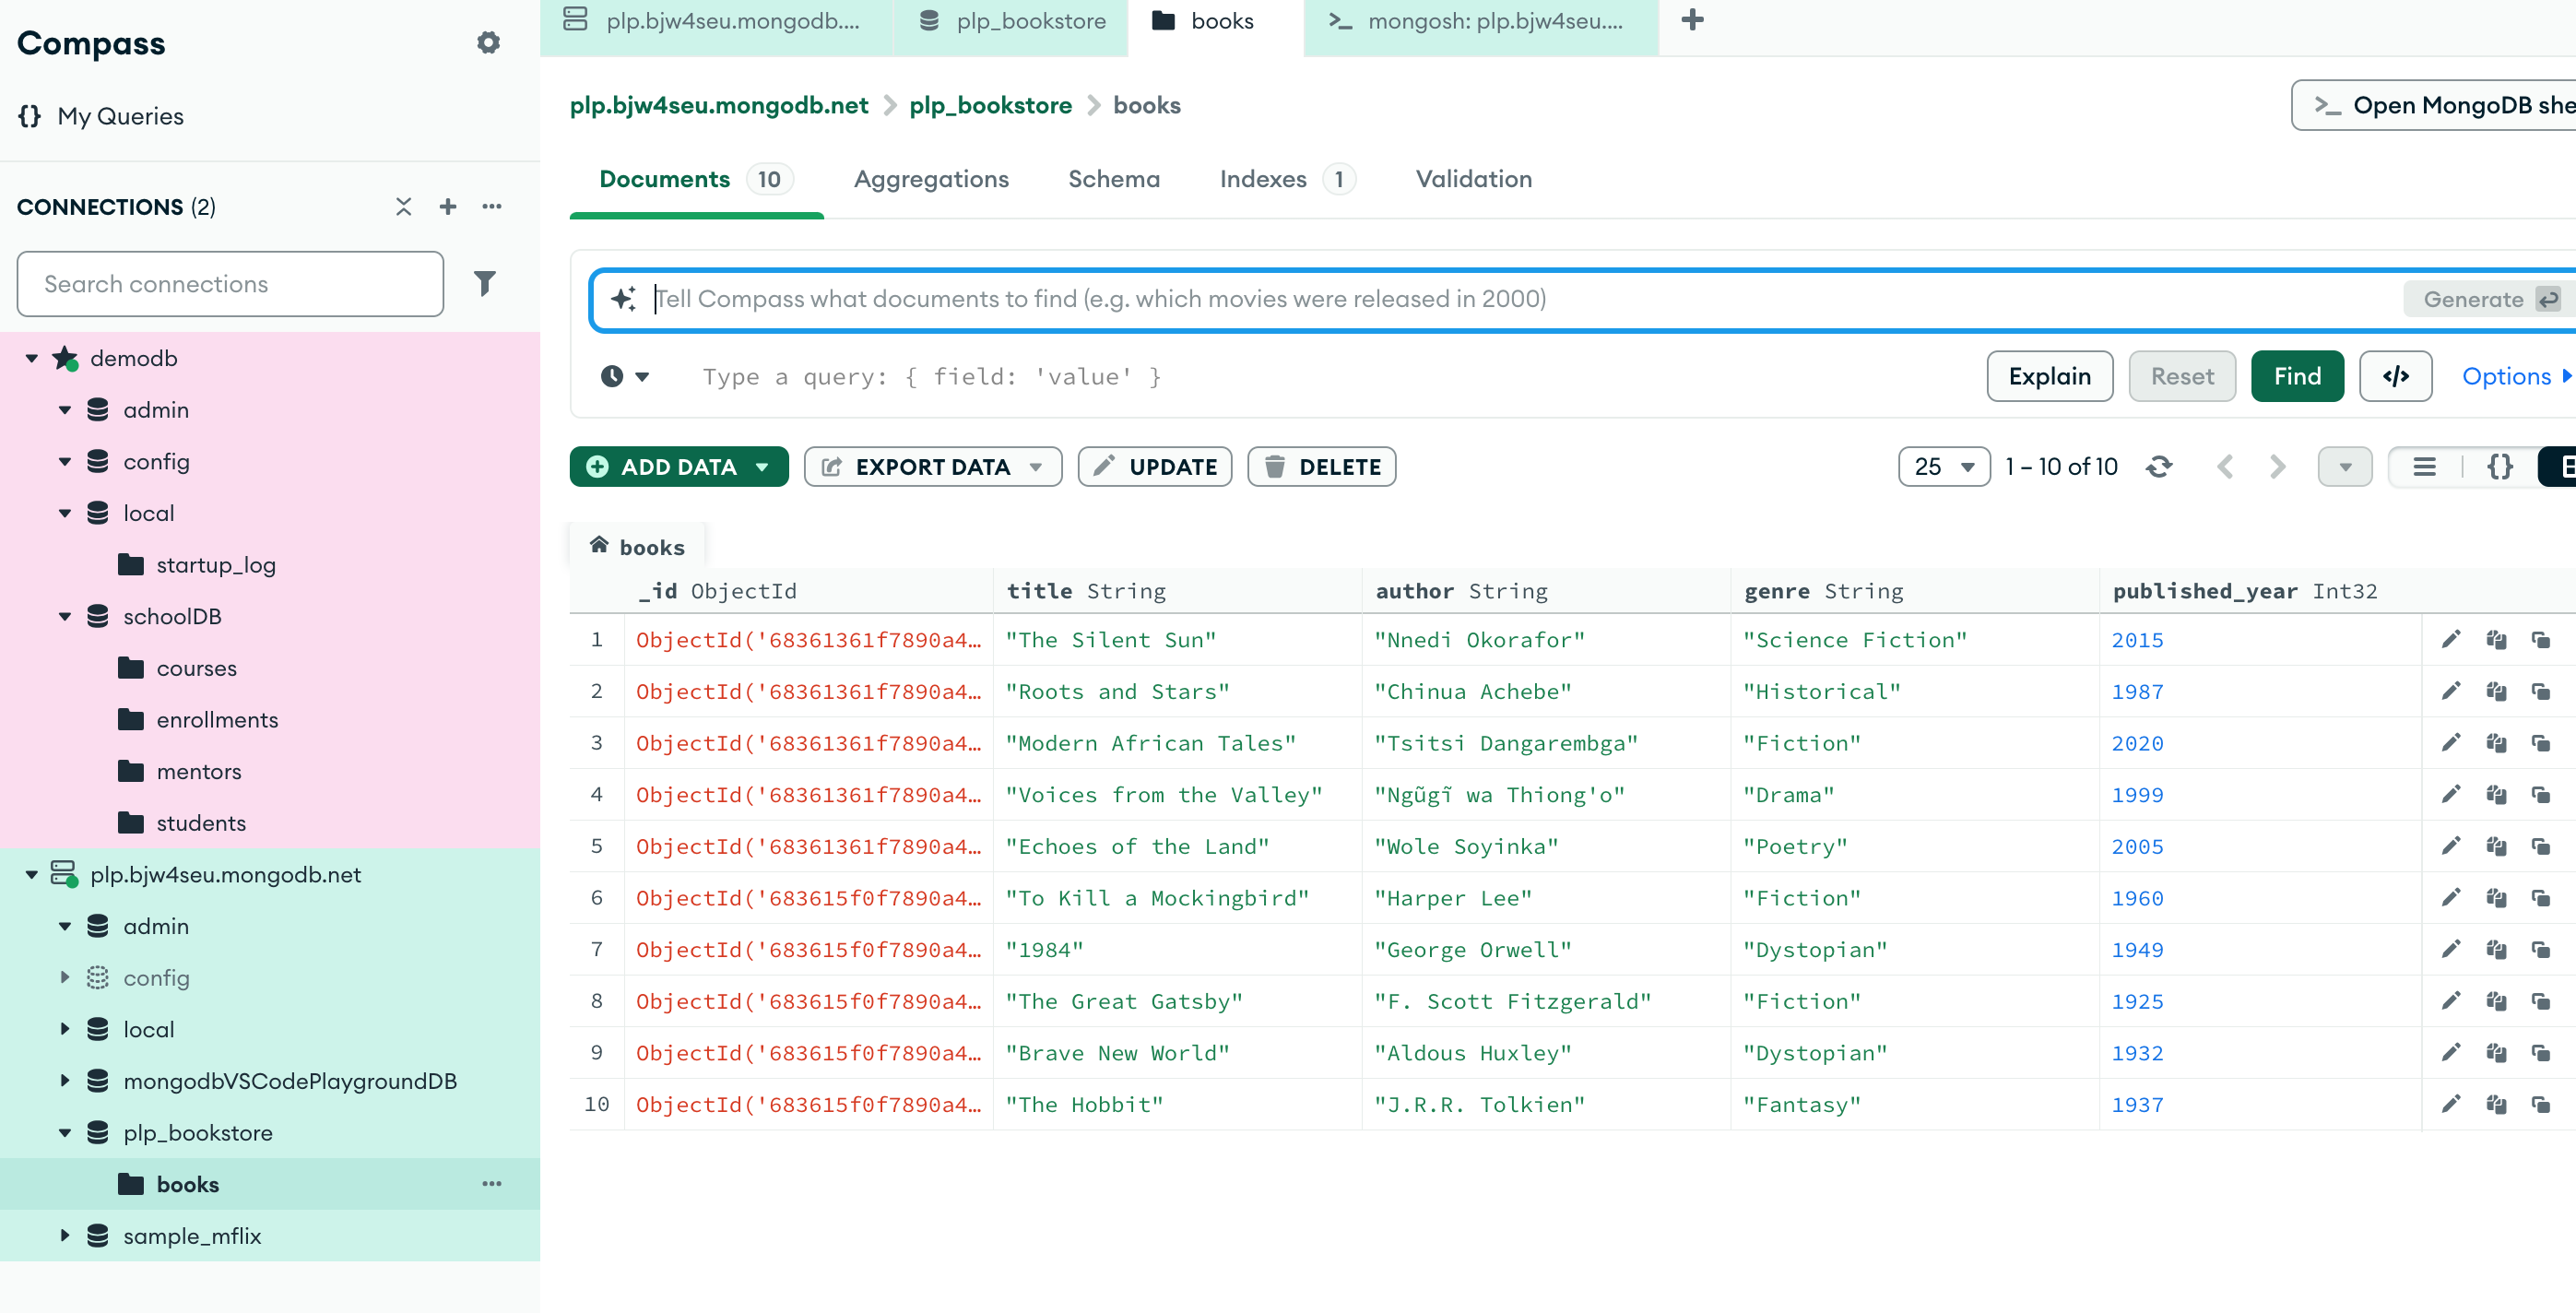 Compass
My Queries
CONNECTIONS (2)
Search connections
demodb
admin
config
local
startup_log
schoolDB
courses
enrollments
mentors
students
plp.bjw4seu.mongodb.net
admin
config
local
mongodbVSCodePlaygroundDB
plp_bookstore
books
sample_mflix
plp.bjw4seu.mongodb.... plp_bookstore books mongosh: plp.bjw4seu....
plp.bjw4seu.mongodb.net > plp_bookstore > books
>_ Open MongoDB she
Documents 10 Aggregations Schema Indexes 1 Validation
Tell Compass what documents to find (e.g. which movies were released in 2000) Generate
Type a query: { field: 'value' } Explain Reset Find </> Options
ADD DATA EXPORT DATA UPDATE DELETE 25 1 – 10 of 10 {}
books
_id ObjectId title String author String genre String published_year Int32
1 ObjectId('68361361f7890a4… "The Silent Sun" "Nnedi Okorafor" "Science Fiction" 2015
2 ObjectId('68361361f7890a4… "Roots and Stars" "Chinua Achebe" "Historical" 1987
3 ObjectId('68361361f7890a4… "Modern African Tales" "Tsitsi Dangarembga" "Fiction" 2020
4 ObjectId('68361361f7890a4… "Voices from the Valley" "Ngũgĩ wa Thiong'o" "Drama" 1999
5 ObjectId('68361361f7890a4… "Echoes of the Land" "Wole Soyinka" "Poetry" 2005
6 ObjectId('683615f0f7890a4… "To Kill a Mockingbird" "Harper Lee" "Fiction" 1960
7 ObjectId('683615f0f7890a4… "1984" "George Orwell" "Dystopian" 1949
8 ObjectId('683615f0f7890a4… "The Great Gatsby" "F. Scott Fitzgerald" "Fiction" 1925
9 ObjectId('683615f0f7890a4… "Brave New World" "Aldous Huxley" "Dystopian" 1932
10 ObjectId('683615f0f7890a4… "The Hobbit" "J.R.R. Tolkien" "Fantasy" 1937